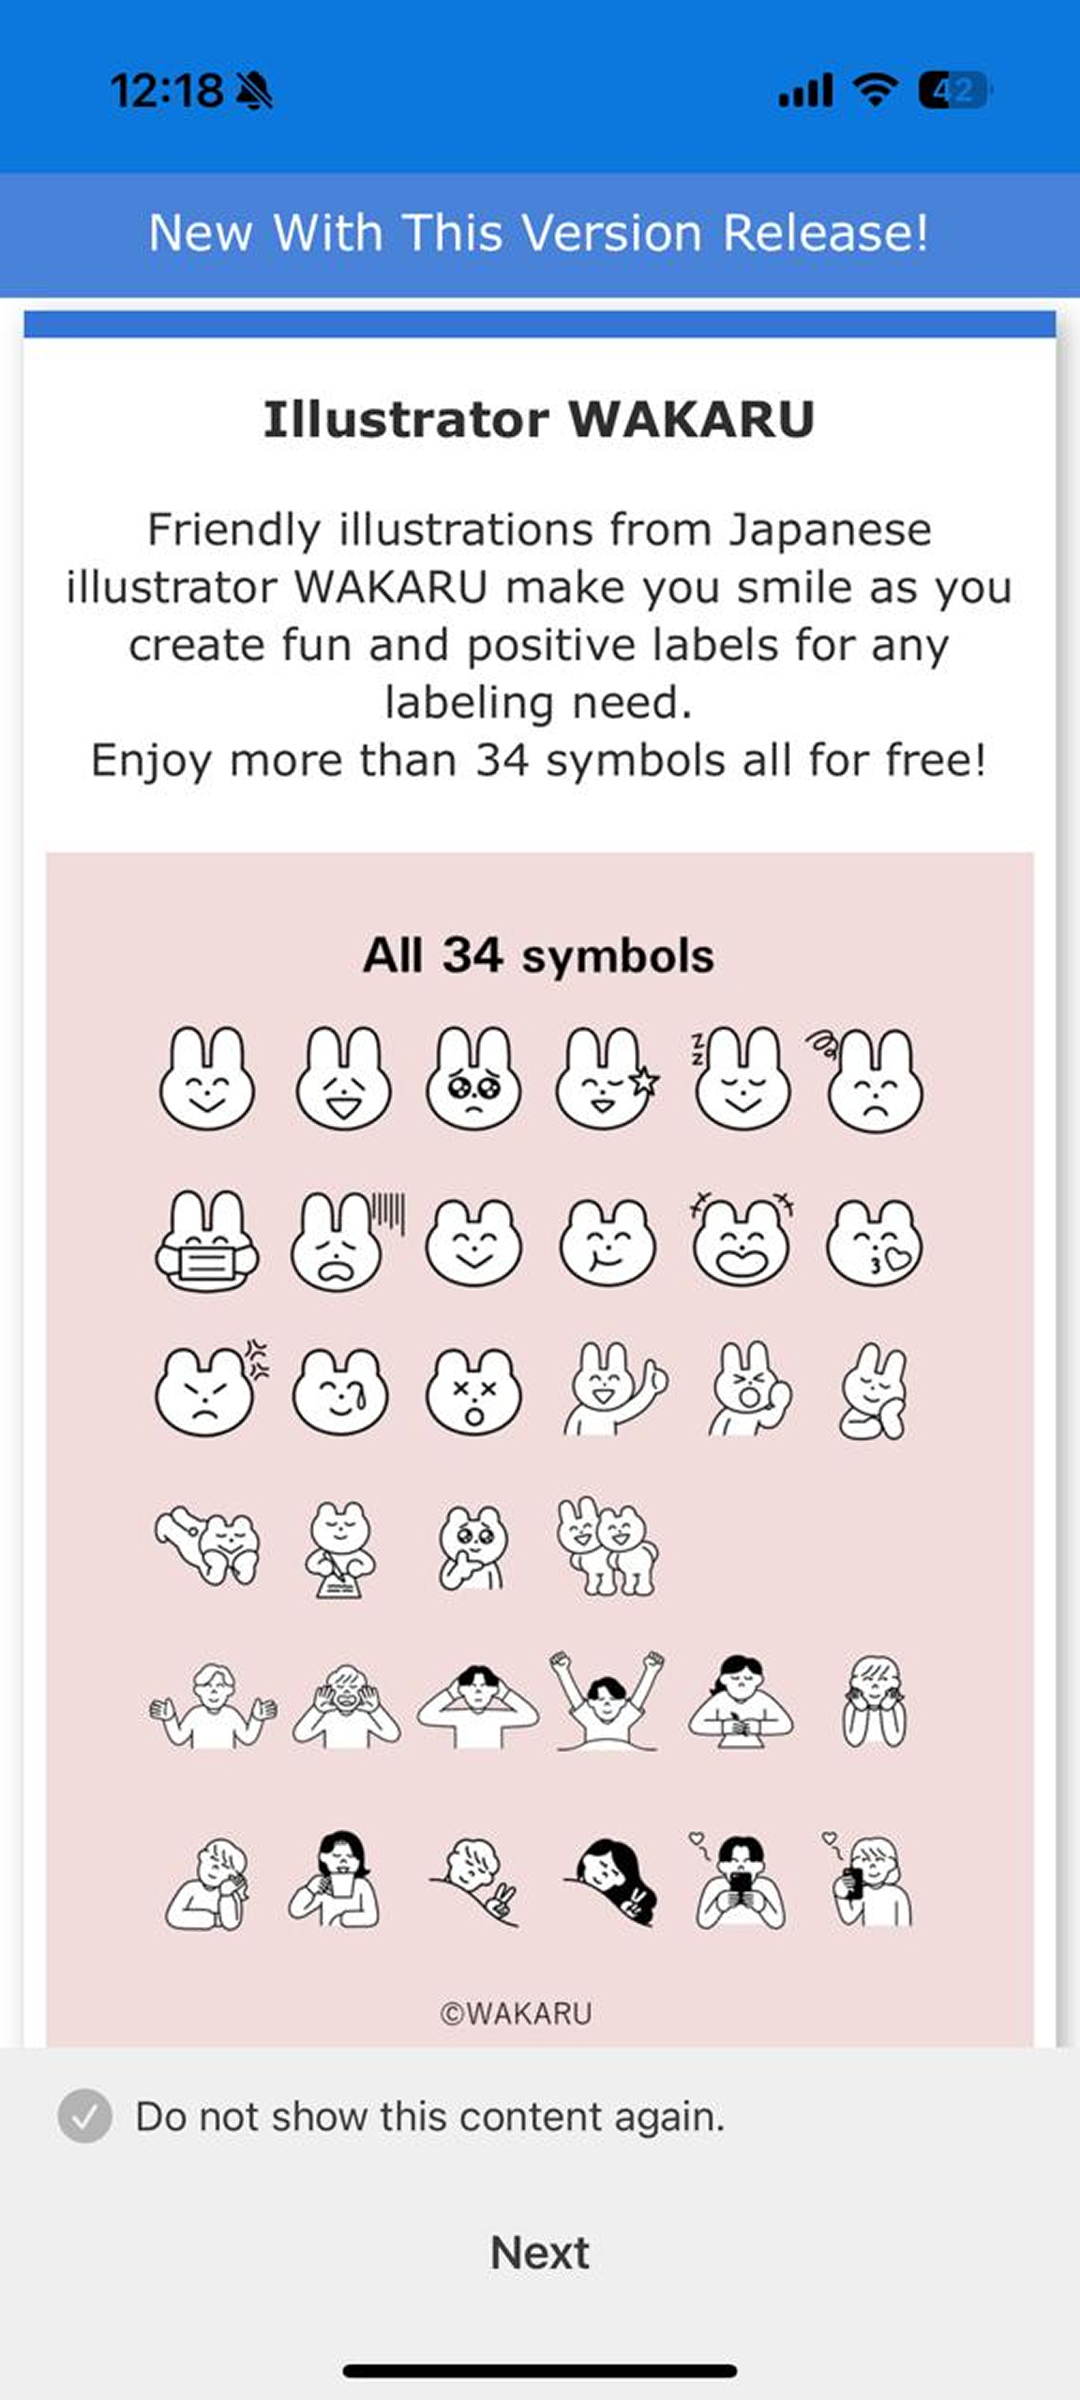 12:18
42
New With This Version Release!
Illustrator WAKARU
Friendly illustrations from Japanese
illustrator WAKARU make you smile as you
create fun and positive labels for any
labeling need.
Enjoy more than 34 symbols all for free!
All 34 symbols
z
z
©WAKARU
Do not show this content again.
Next